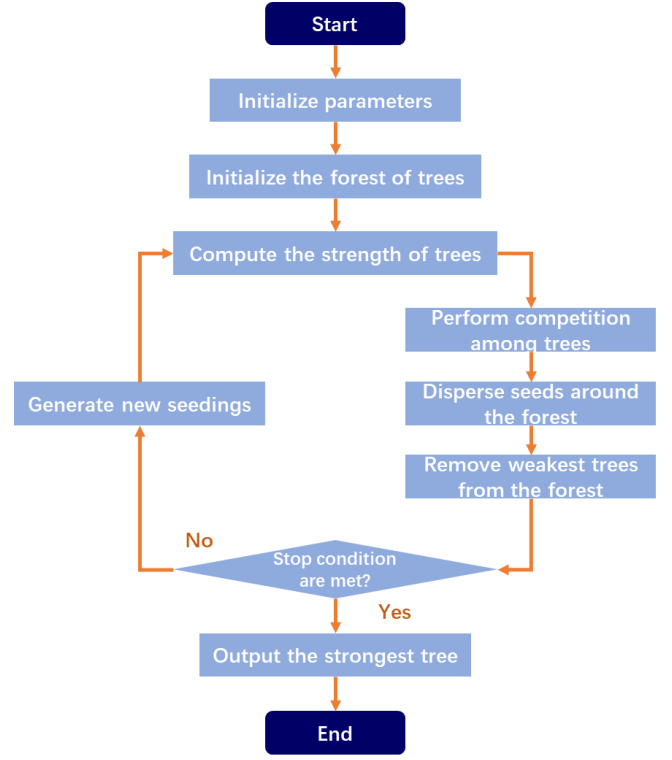 Start
Initialize parameters
Initialize the forest of trees
Compute the strength of trees
Perform competition
among trees
Disperse seeds around
the forest
Generate new seedings
Remove weakest trees
from the forest
No
Stop condition
are met?
Yes
Output the strongest tree
End